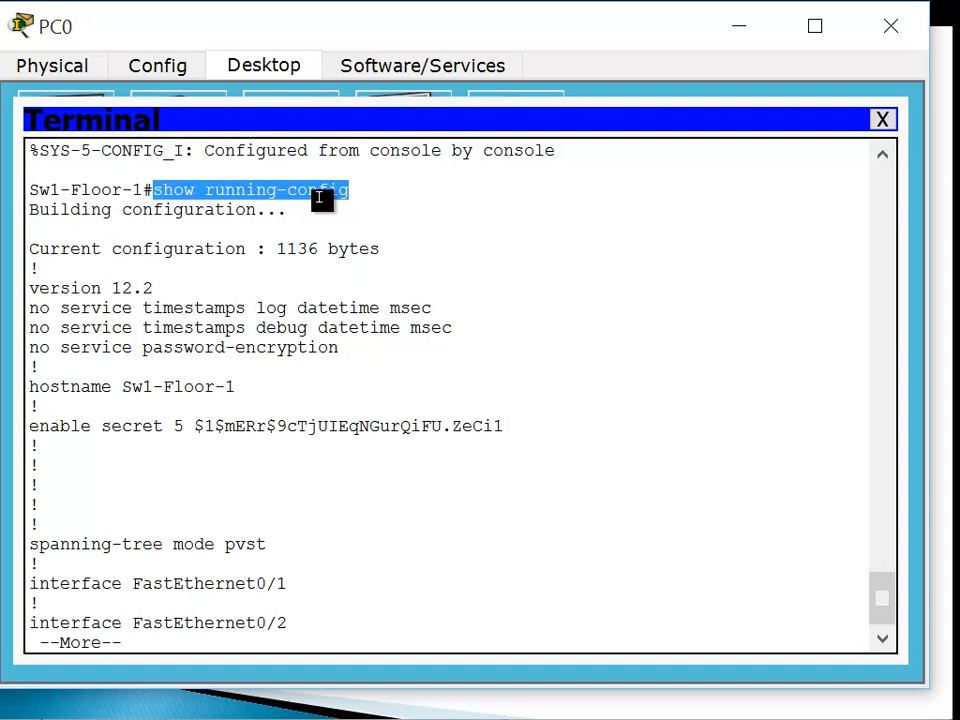 PC0
Physical Config Desktop Software/Services
Terminal X
%SYS-5-CONFIG_I: Configured from console by console
Sw1-Floor-1#show running-config
Building configuration...
Current configuration : 1136 bytes
!
version 12.2
no service timestamps log datetime msec
no service timestamps debug datetime msec
no service password-encryption
!
hostname Sw1-Floor-1
!
enable secret 5 $1$mERr$9cTjUIEqNGurQiFU.ZeCi1
!
!
!
!
!
spanning-tree mode pvst
!
interface FastEthernet0/1
!
interface FastEthernet0/2
--More--